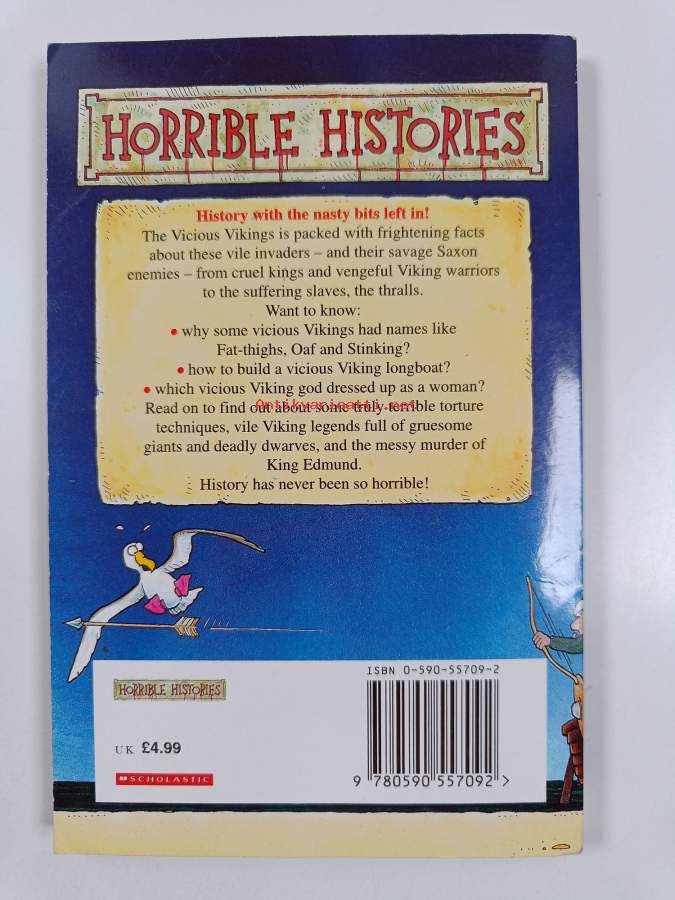 HORRIBLE HISTORIES
History with the nasty bits left in!
The Vicious Vikings is packed with frightening facts
about these vile invaders – and their savage Saxon
enemies – from cruel kings and vengeful Viking warriors
to the suffering slaves, the thralls.
Want to know:
• why some vicious Vikings had names like
Fat-thighs, Oaf and Stinking?
• how to build a vicious Viking longboat?
• which vicious Viking god dressed up as a woman?
Antikvariaatti.net
Read on to find out about some truly terrible torture
techniques, vile Viking legends full of gruesome
giants and deadly dwarves, and the messy murder of
King Edmund.
History has never been so horrible!
ISBN 0-590-55709-2
HORRIBLE HISTORIES
UK £4.99
SCHOLASTIC
9 780590 557092 >